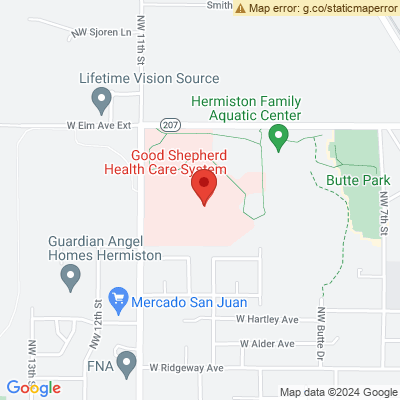 Smith
Map error: g.co/staticmaperror
NW Sjoren Ln
NW 11th St
Lifetime Vision Source
Hermiston Family
Aquatic Center
W Elm Ave Ext
207
Good Shepherd
Health Care System
Butte Park
NW 7th St
Guardian Angel
Homes Hermiston
NW 12th St
Mercado San Juan
W Hartley Ave
NW Butte Dr
W Alder Ave
NW 13th St
FNA
W Ridgeway Ave
Google
Map data ©2024 Google